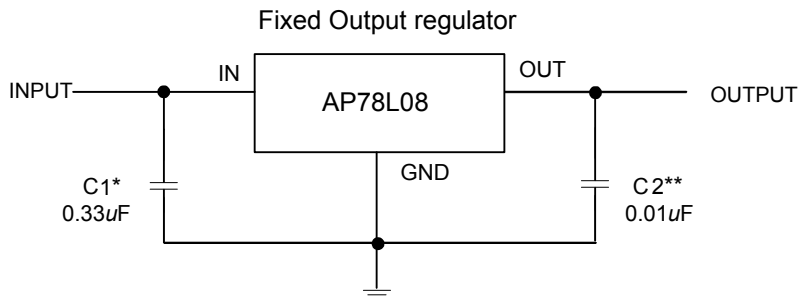 Fixed Output regulator
INPUT
IN
AP78L08
OUT
OUTPUT
GND
C1*
0.33uF
C2**
0.01uF